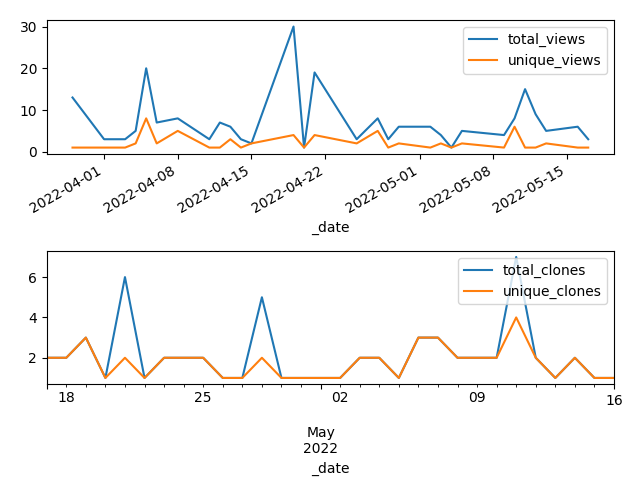 30
20
10
0
total_views
unique_views
2022-04-01
2022-04-08
2022-04-15
2022-04-22
2022-05-01
2022-05-08
2022-05-15
_date
6
4
2
total_clones
unique_clones
18
25
02
09
16
May
2022
_date